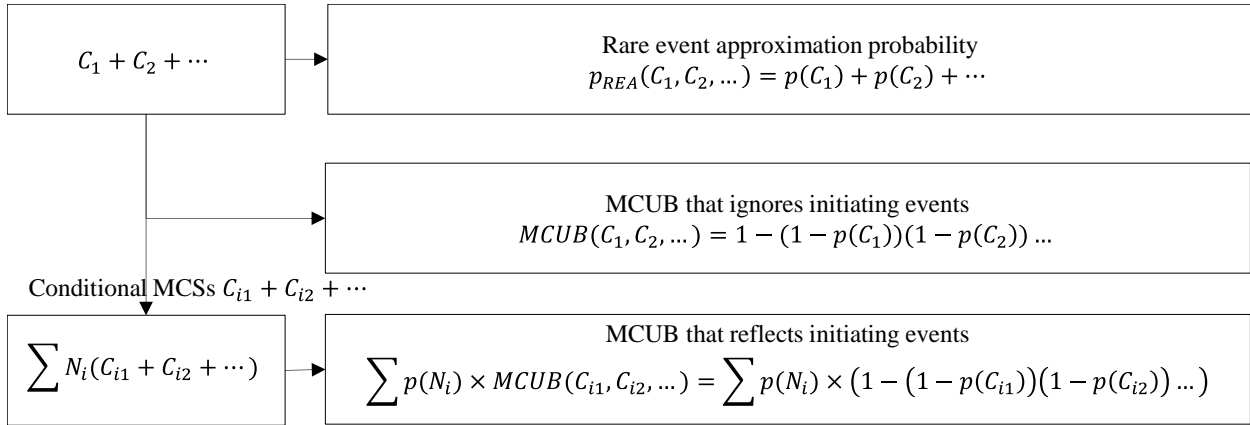 C₁ + C₂ + ⋯
Rare event approximation probability
p_REA(C₁, C₂, …) = p(C₁) + p(C₂) + ⋯
MCUB that ignores initiating events
MCUB(C₁, C₂, …) = 1 − (1 − p(C₁))(1 − p(C₂)) …
Conditional MCSs C_i1 + C_i2 + ⋯
∑ N_i(C_i1 + C_i2 + ⋯)
MCUB that reflects initiating events
∑ p(N_i) × MCUB(C_i1, C_i2, …) = ∑ p(N_i) × (1 − (1 − p(C_i1))(1 − p(C_i2)) …)